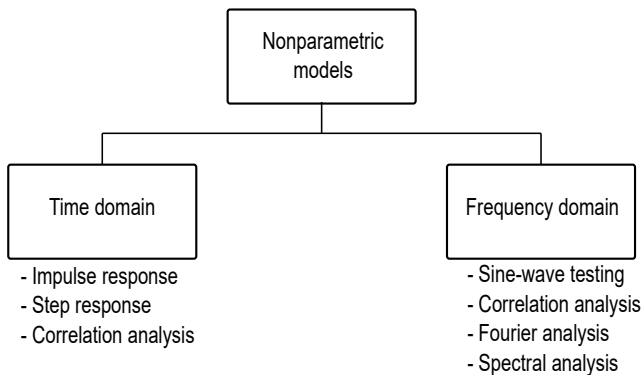 Nonparametric
models
Time domain
Frequency domain
- Impulse response
- Step response
- Correlation analysis
- Sine-wave testing
- Correlation analysis
- Fourier analysis
- Spectral analysis